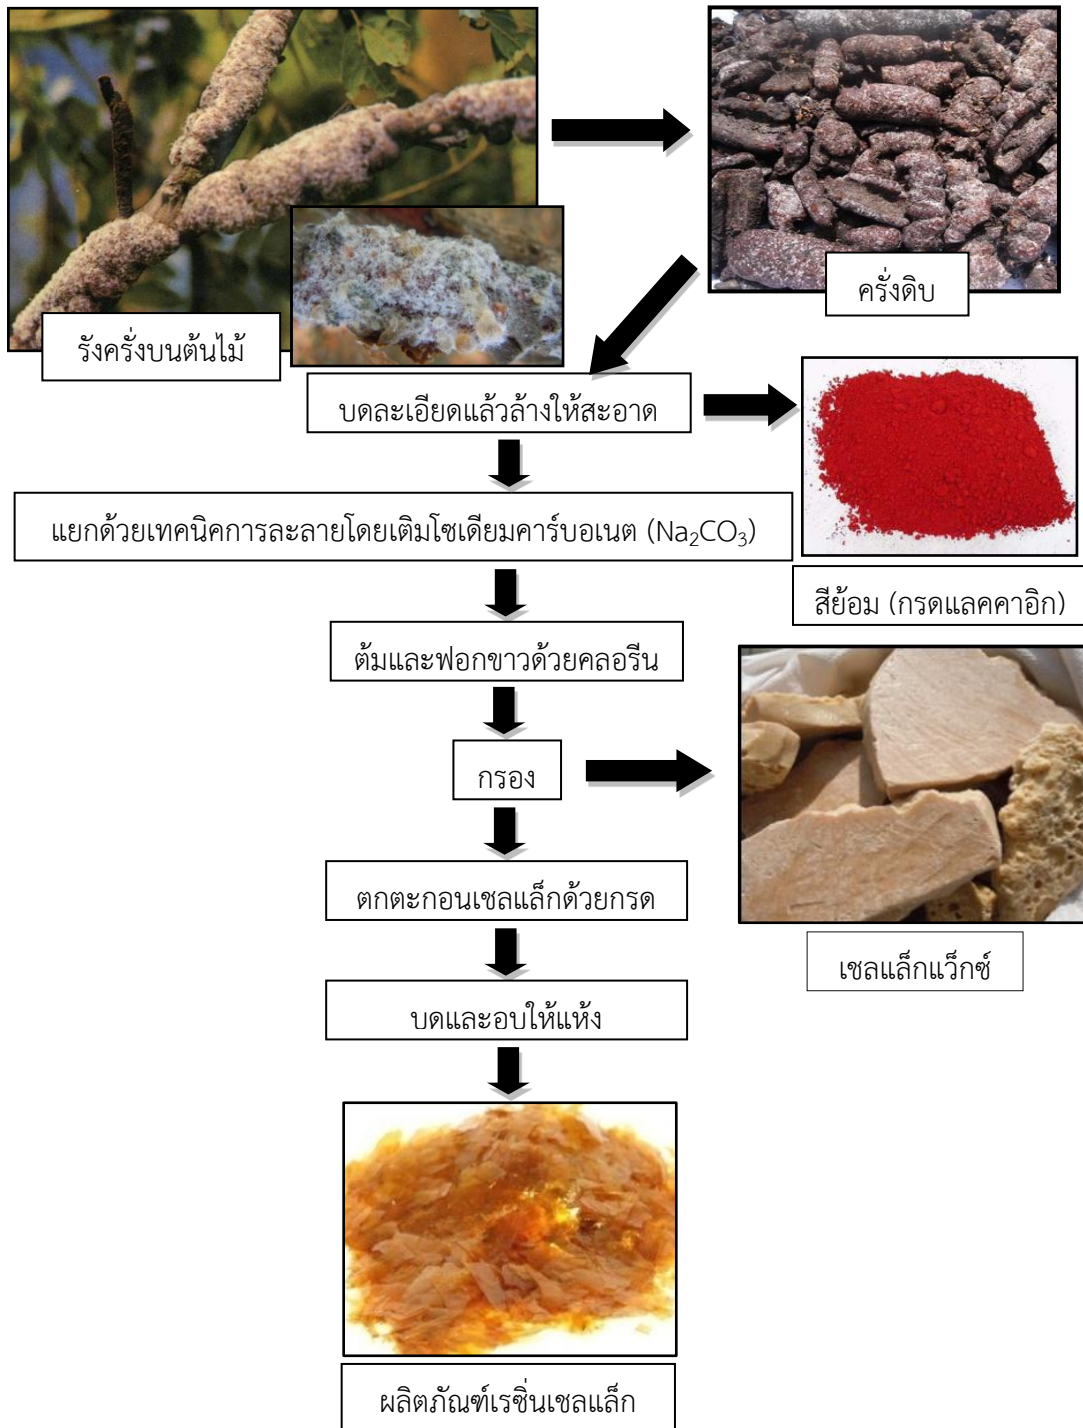 รังครั่งบนต้นไม้
ครั่งดิบ
บดละเอียดแล้วล้างให้สะอาด
แยกด้วยเทคนิคการละลายโดยเติมโซเดียมคาร์บอเนต (Na₂CO₃)
สีย้อม (กรดแลคคาอิก)
ต้มและฟอกขาวด้วยคลอรีน
กรอง
ตกตะกอนเชลแล็กด้วยกรด
เชลแล็กแว็กซ์
บดและอบให้แห้ง
ผลิตภัณฑ์เรซิ่นเชลแล็ก